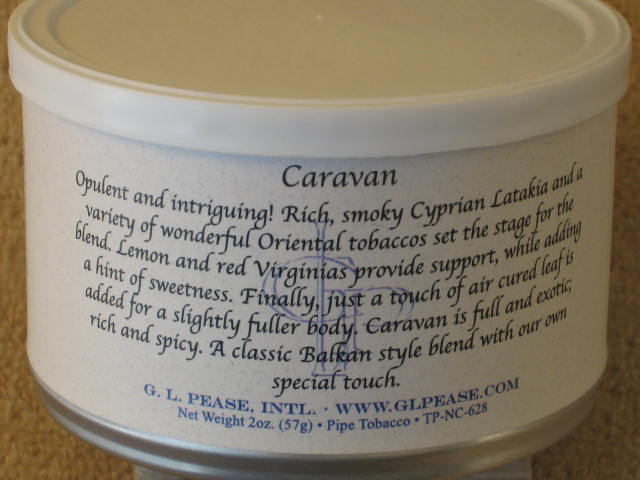 Caravan
Opulent and intriguing! Rich, smoky Cyprian Latakia and a
variety of wonderful Oriental tobaccos set the stage for the
blend. Lemon and red Virginias provide support, while adding
a hint of sweetness. Finally, just a touch of air cured leaf is
added for a slightly fuller body. Caravan is full and exotic;
rich and spicy. A classic Balkan style blend with our own
special touch.
G. L. PEASE, INTL. · WWW.GLPEASE.COM
Net Weight 2oz. (57g) • Pipe Tobacco • TP-NC-628